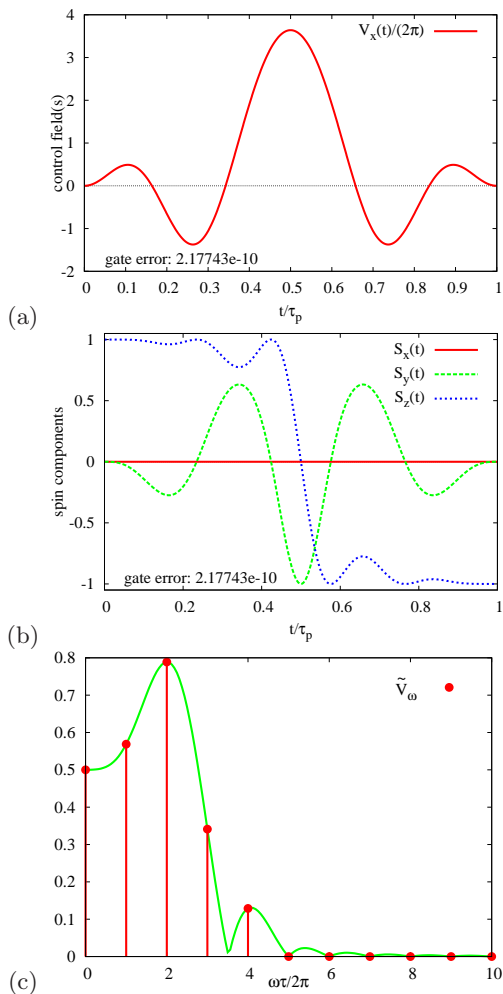 4
3
2
1
0
-1
-2
control field(s)
V_x(t)/(2π)
gate error: 2.17743e-10
0 0.1 0.2 0.3 0.4 0.5 0.6 0.7 0.8 0.9 1
t/τ_p
(a)
1
0.5
0
-0.5
-1
spin components
S_x(t)
S_y(t)
S_z(t)
gate error: 2.17743e-10
0 0.2 0.4 0.6 0.8 1
t/τ_p
(b)
0.8
0.7
0.6
0.5
0.4
0.3
0.2
0.1
0
Ṽ_ω
0 2 4 6 8 10
ωτ/2π
(c)